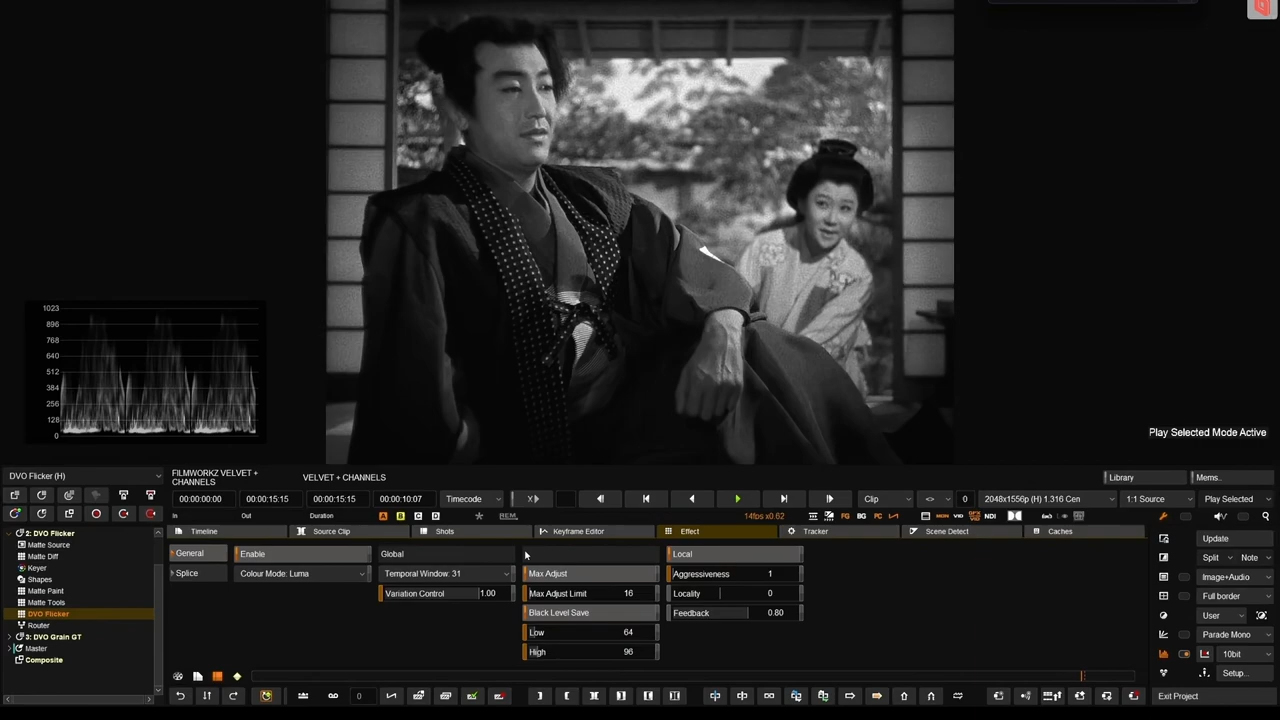 1023
896
768
640
512
384
256
128
0
Play Selected Mode Active
DVO Flicker (H)
FILMWORKZ VELVET + CHANNELS
VELVET + CHANNELS
Library
Mems..
00:00:00:00
00:00:15:15
00:00:15:15
00:00:10:07
Timecode
X
Clip
<>
0
2048x1556p (H) 1.316 Cen
1:1 Source
Play Selected
In
Out
Duration
A B C D
REM
14fps x0.62
FG
VID
BG
PC
NDI
2: DVO Flicker
Matte Source
Matte Diff
Keyer
Shapes
Matte Paint
Matte Tools
DVO Flicker
Router
3: DVO Grain GT
Master
Composite
Timeline
Source Clip
Shots
Keyframe Editor
Effect
Tracker
Scene Detect
Caches
General
Enable
Global
Local
Splice
Colour Mode: Luma
Temporal Window: 31
Max Adjust
Aggressiveness 1
Variation Control 1.00
Max Adjust Limit 16
Locality 0
Black Level Save
Feedback 0.80
Low 64
High 96
Update
Split
Note
Image+Audio
Full border
User
Parade Mono
10bit
Setup...
0
Exit Project